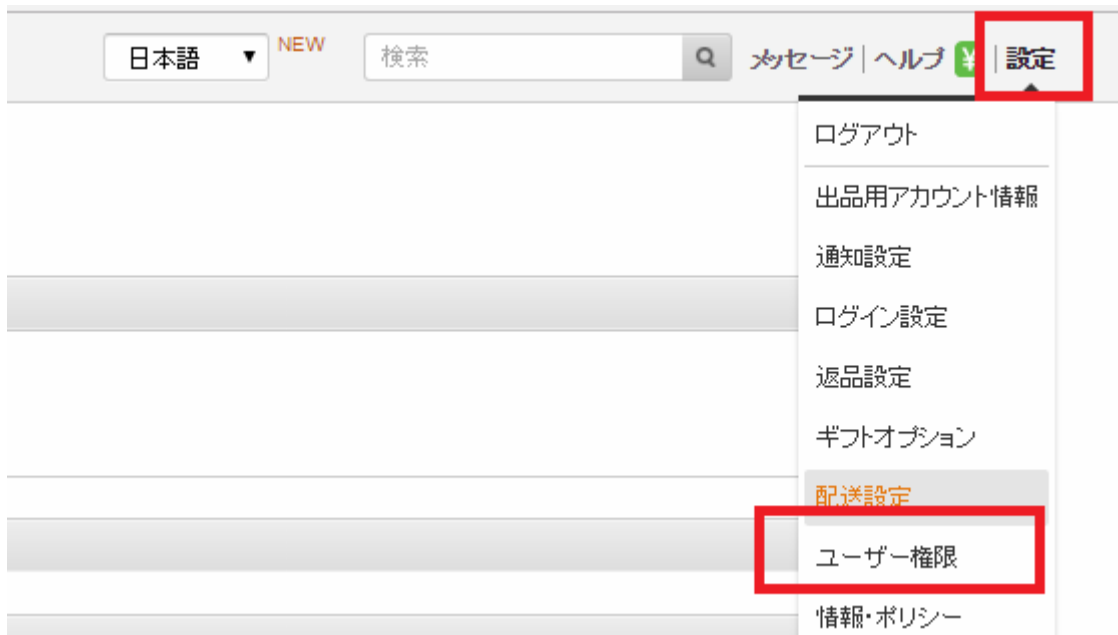 日本語 ▼ NEW 検索 メッセージ | ヘルプ ¥ | 設定
ログアウト
出品用アカウント情報
通知設定
ログイン設定
返品設定
ギフトオプション
配送設定
ユーザー権限
情報・ポリシー